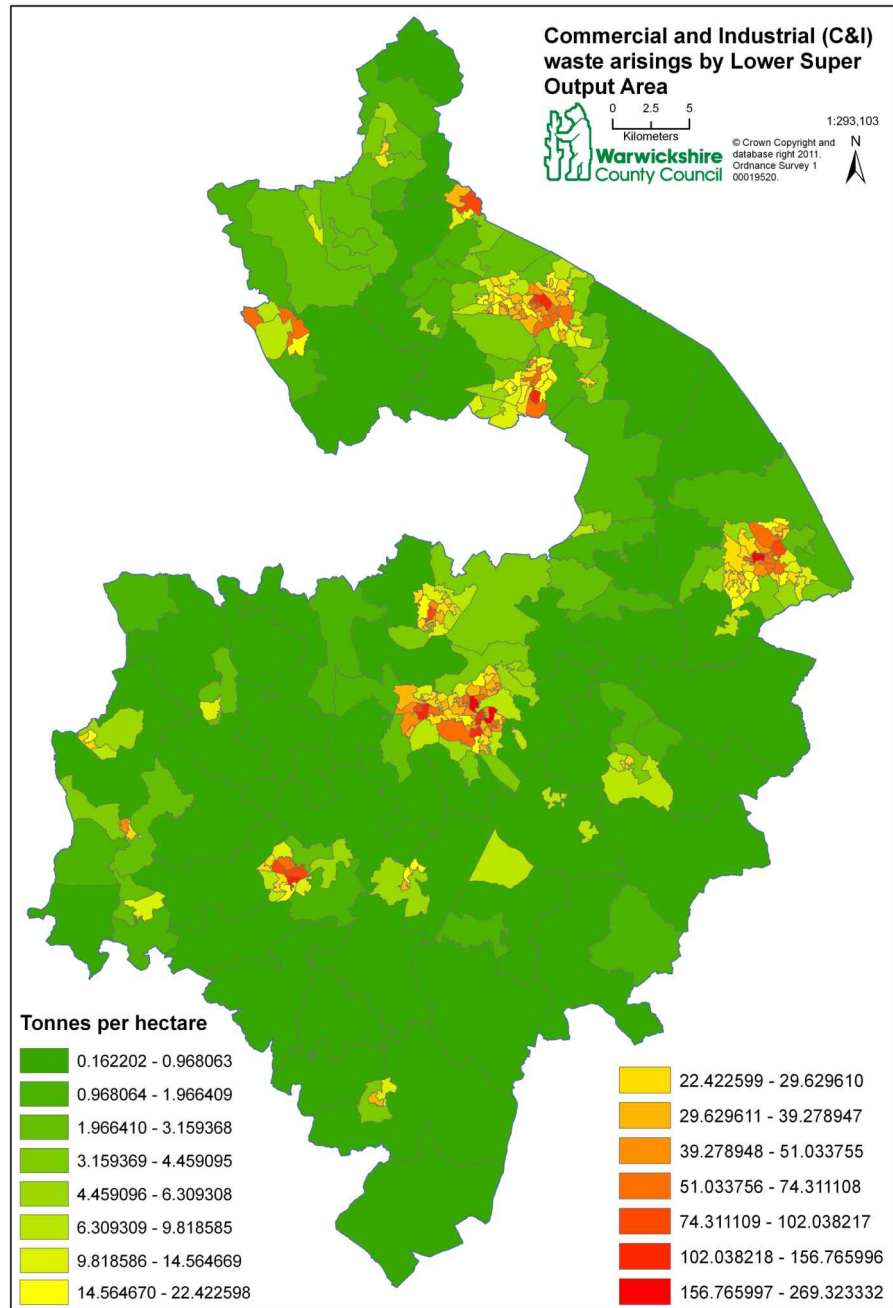 Commercial and Industrial (C&I)
waste arisings by Lower Super
Output Area
0 2.5 5
Kilometers
1:293,103
N
Warwickshire
County Council
© Crown Copyright and
database right 2011.
Ordnance Survey 1
00019520.
Tonnes per hectare
0.162202 - 0.968063
0.968064 - 1.966409
1.966410 - 3.159368
3.159369 - 4.459095
4.459096 - 6.309308
6.309309 - 9.818585
9.818586 - 14.564669
14.564670 - 22.422598
22.422599 - 29.629610
29.629611 - 39.278947
39.278948 - 51.033755
51.033756 - 74.311108
74.311109 - 102.038217
102.038218 - 156.765996
156.765997 - 269.323332